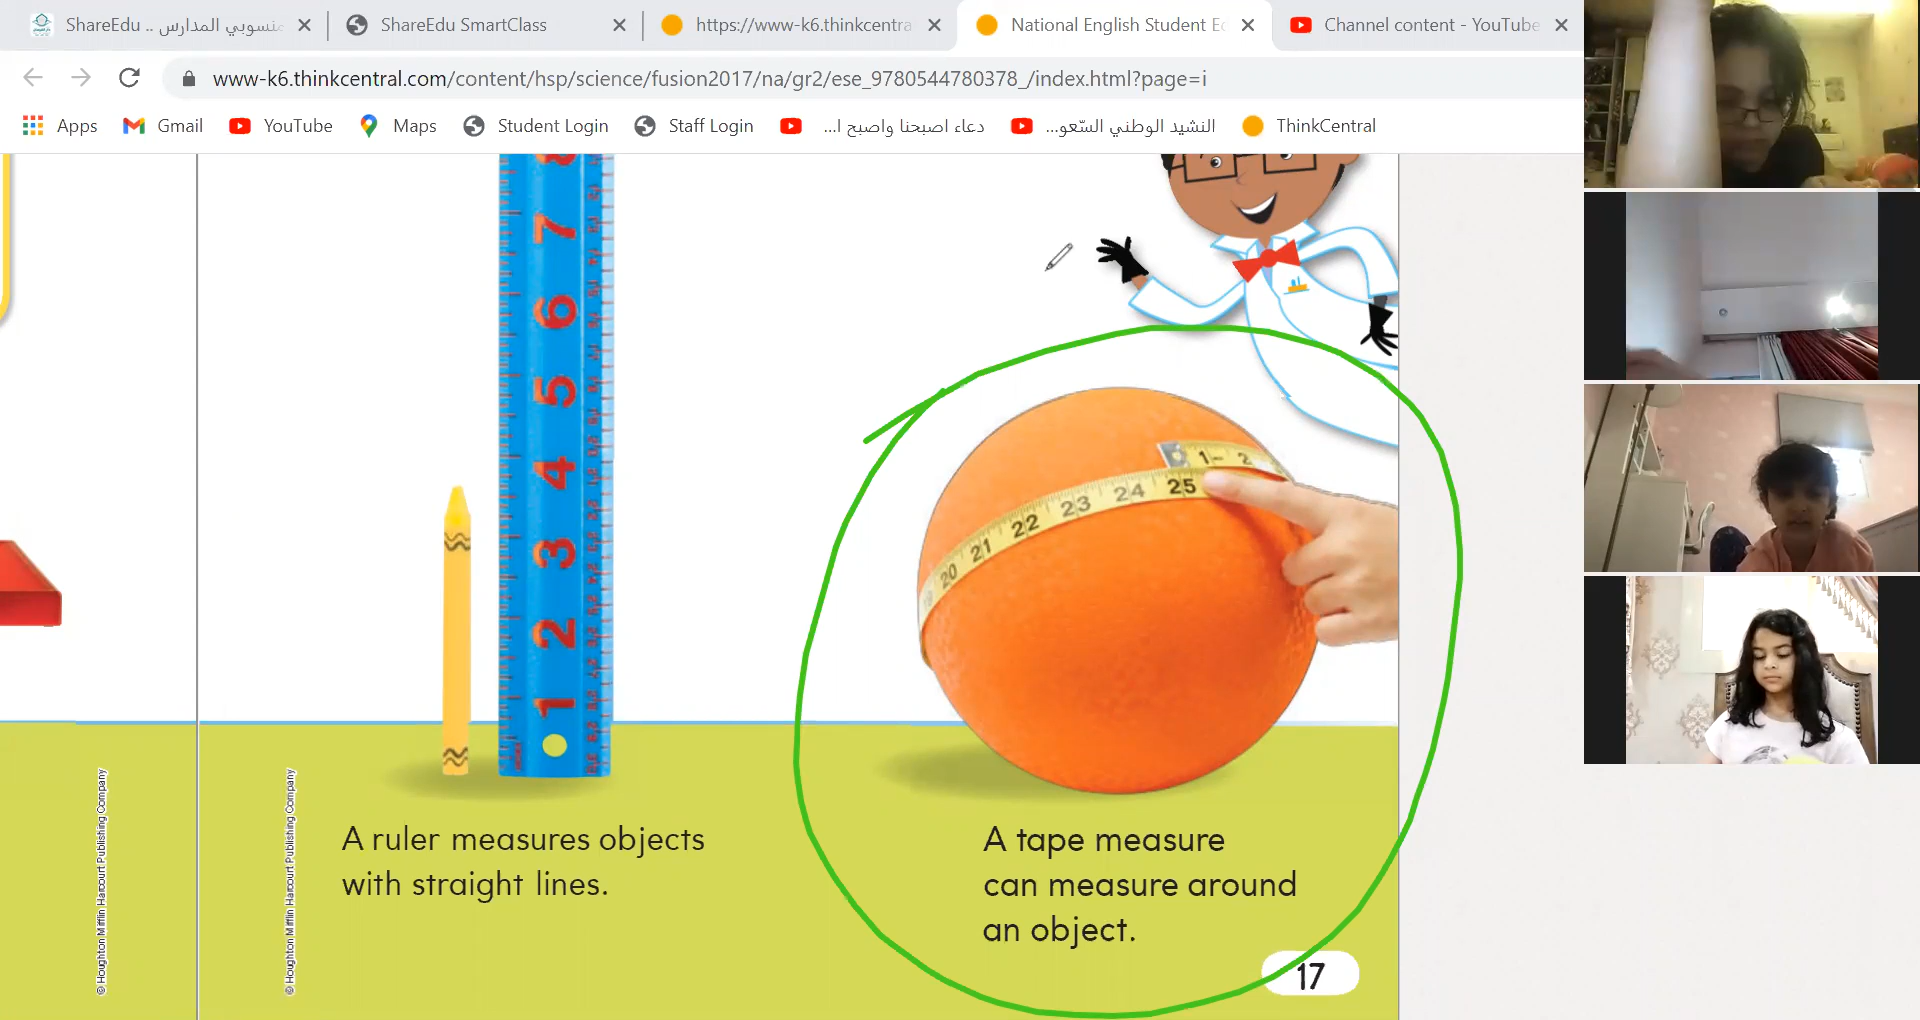 ShareEdu .. منسوبي المدارس
ShareEdu SmartClass
https://www-k6.thinkcentra
National English Student Ed
Channel content - YouTube
www-k6.thinkcentral.com/content/hsp/science/fusion2017/na/gr2/ese_9780544780378_/index.html?page=i
Apps
Gmail
YouTube
Maps
Student Login
Staff Login
دعاء اصبحنا واصبح ا...
النشيد الوطني السّعو...
ThinkCentral
7
6
5
4
3
2
1
1 2
19 20 21 22 23 24 25
A ruler measures objects
with straight lines.
A tape measure
can measure around
an object.
17
© Houghton Mifflin Harcourt Publishing Company
© Houghton Mifflin Harcourt Publishing Company